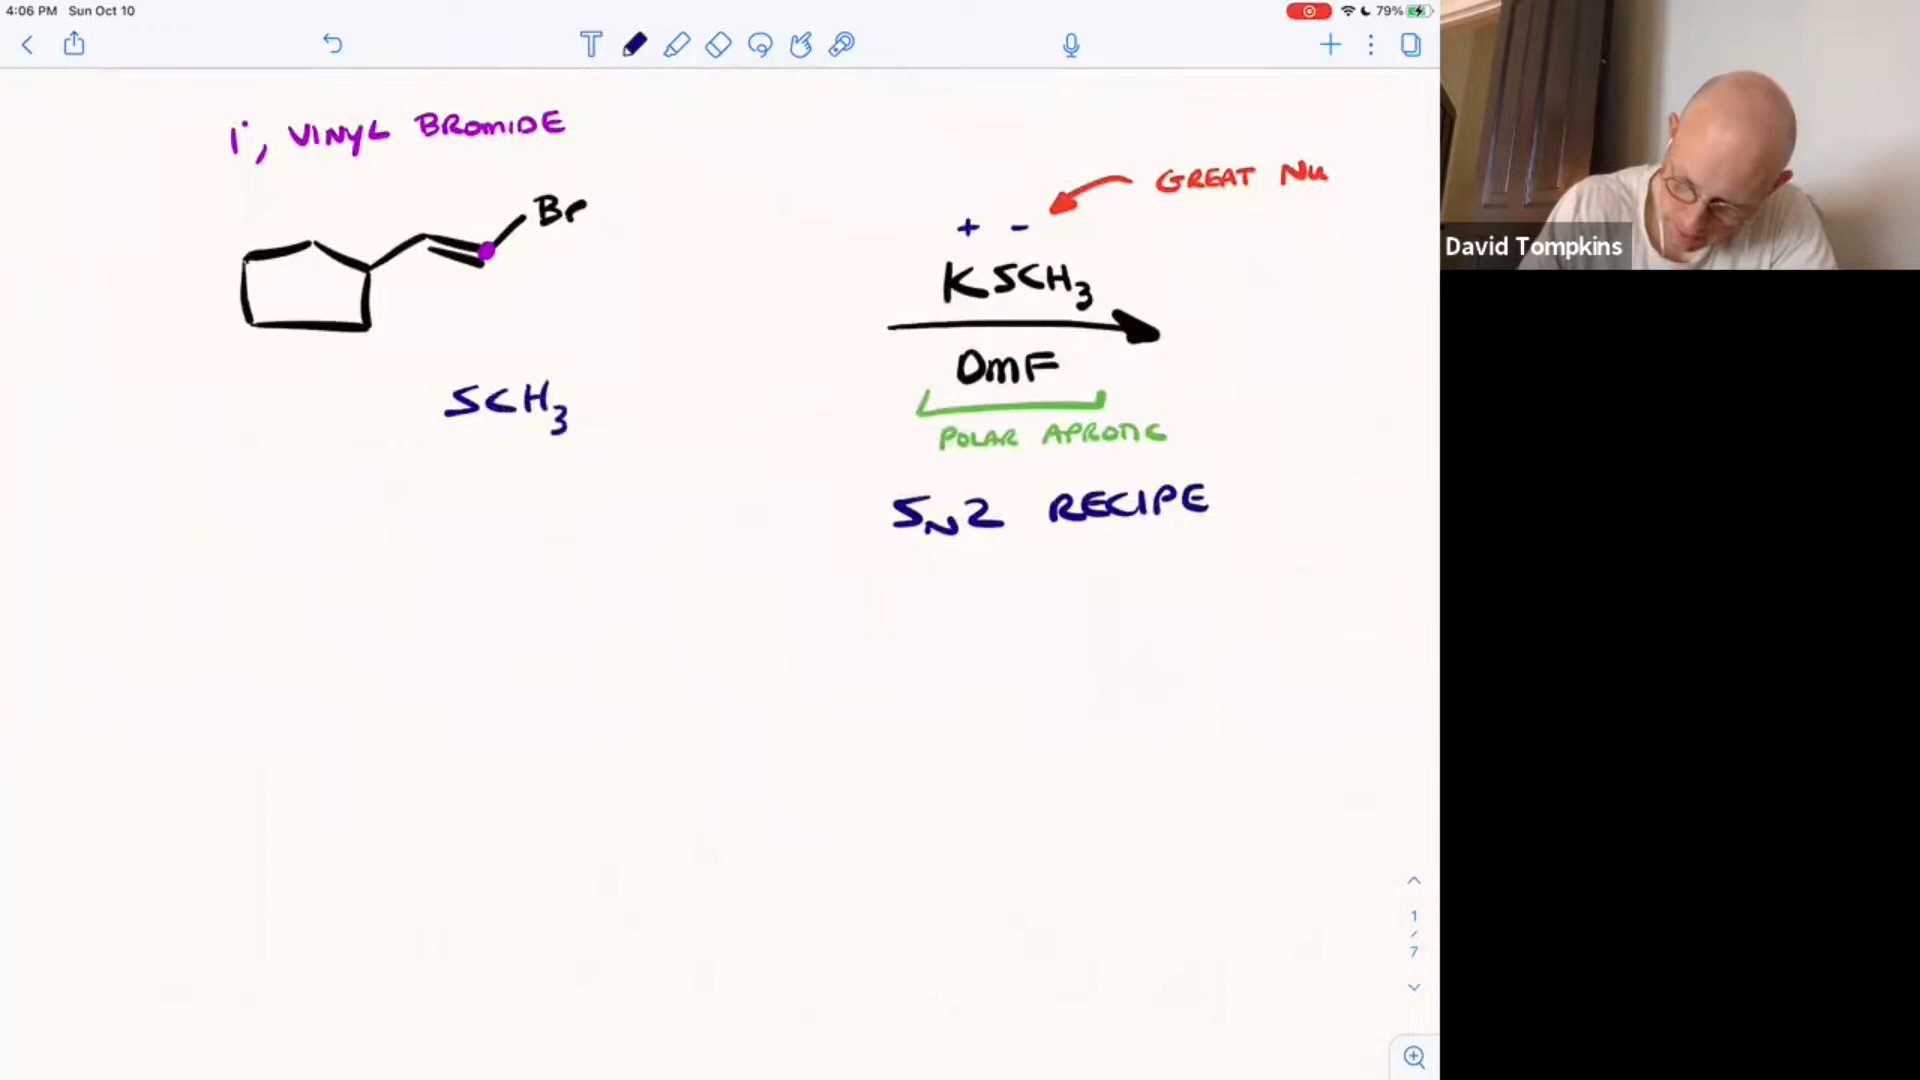 4:06 PM Sun Oct 10
79%
T
1°, VINYL BROMIDE
GREAT Nu
Br
+ -
KSCH3
DMF
SCH3
POLAR APROTIC
SN2 RECIPE
David Tompkins
1
/
7